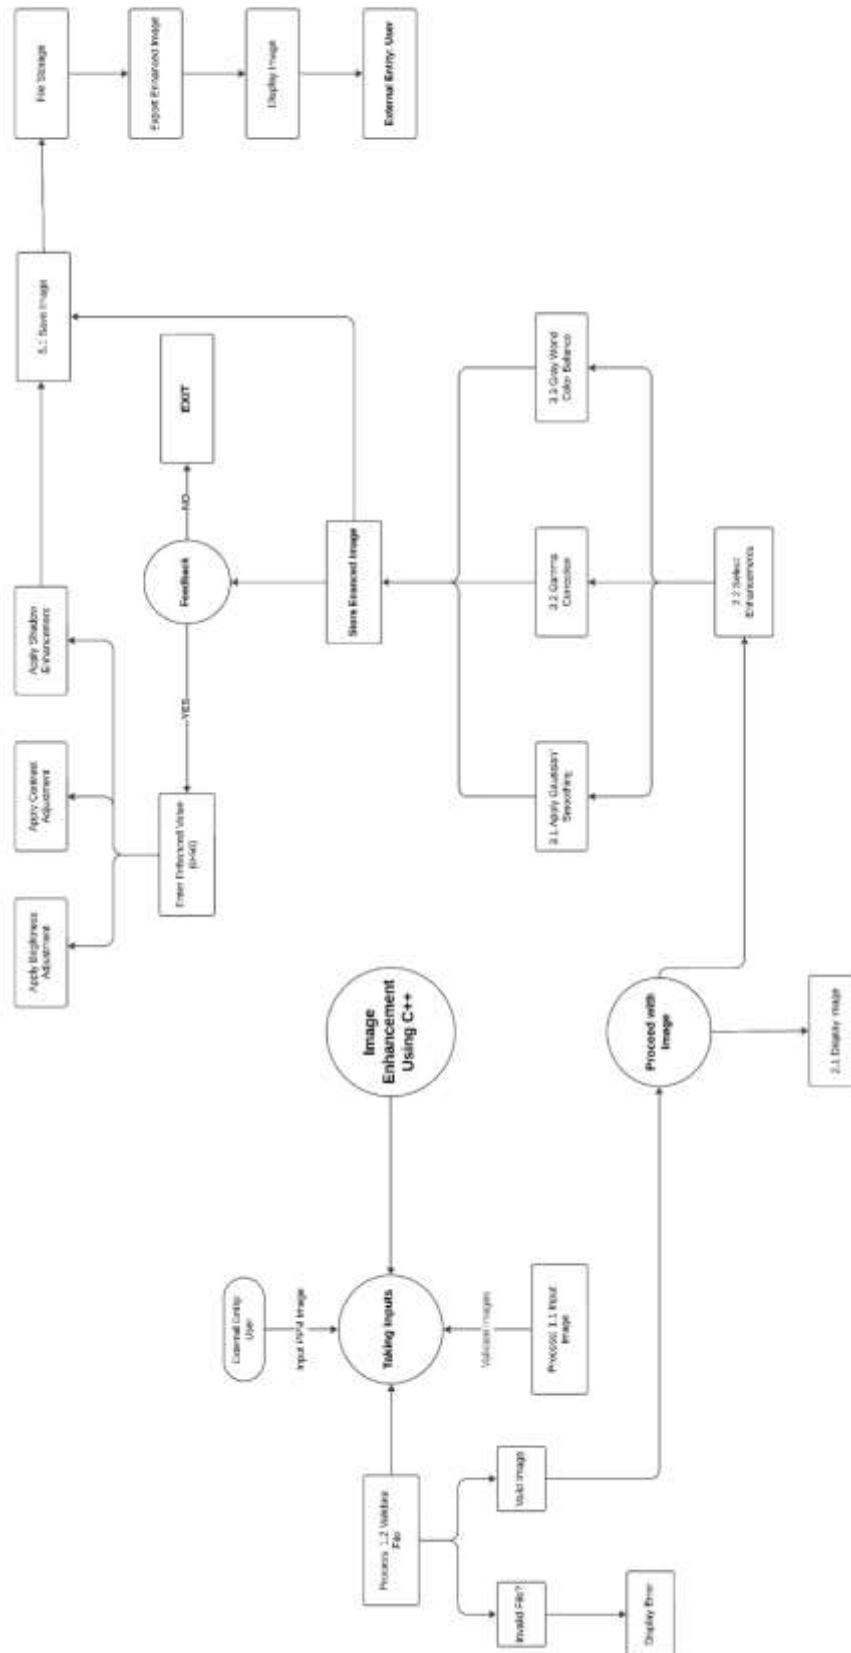 External Entity:
User
Input PPM Image
Process: 1.2 Validate
File
Taking Inputs
Image
Enhancement
Using C++
Validate Images
Process: 1.1 Input
Image
Invalid File?
Valid Image
Display Error
Proceed with
Image
2.1 Display Image
2.2 Select
Enhancements
3.1 Apply Gaussian'
Smoothing
3.2 Gamma
Correction
3.3 Gray World
Color Balance
Store Enanced Image
Feedback
YES
NO
EXIT
Enter Enhanced Value
Apply Brightness
Adjustment
Apply Contrast
Adjustment
Apply Shadow
Enhancement
5.1 Save Image
File Storage
Export Enhanced Image
Display Image
External Entity: User